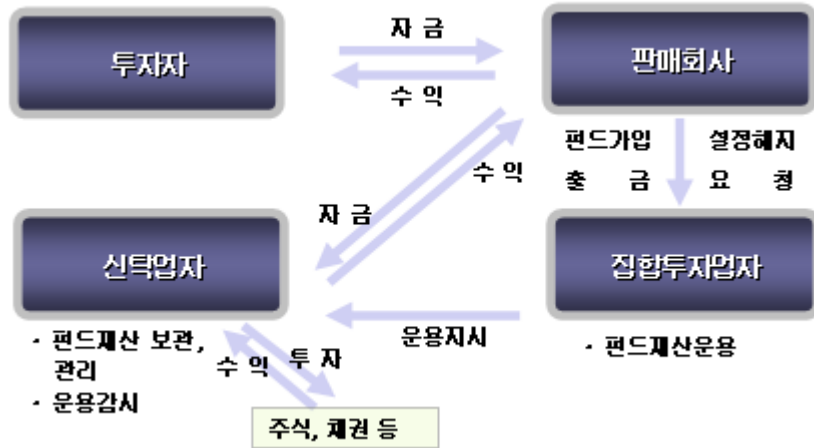 자 금
투자자
판매회사
수 익
펀드가입 설정해지
출 금 요 청
수 익
자 금
신탁업자
집합투자업자
운용지시
· 펀드재산 보관,
관리
· 운용감시
· 펀드재산운용
수 익
투 자
주식, 채권 등